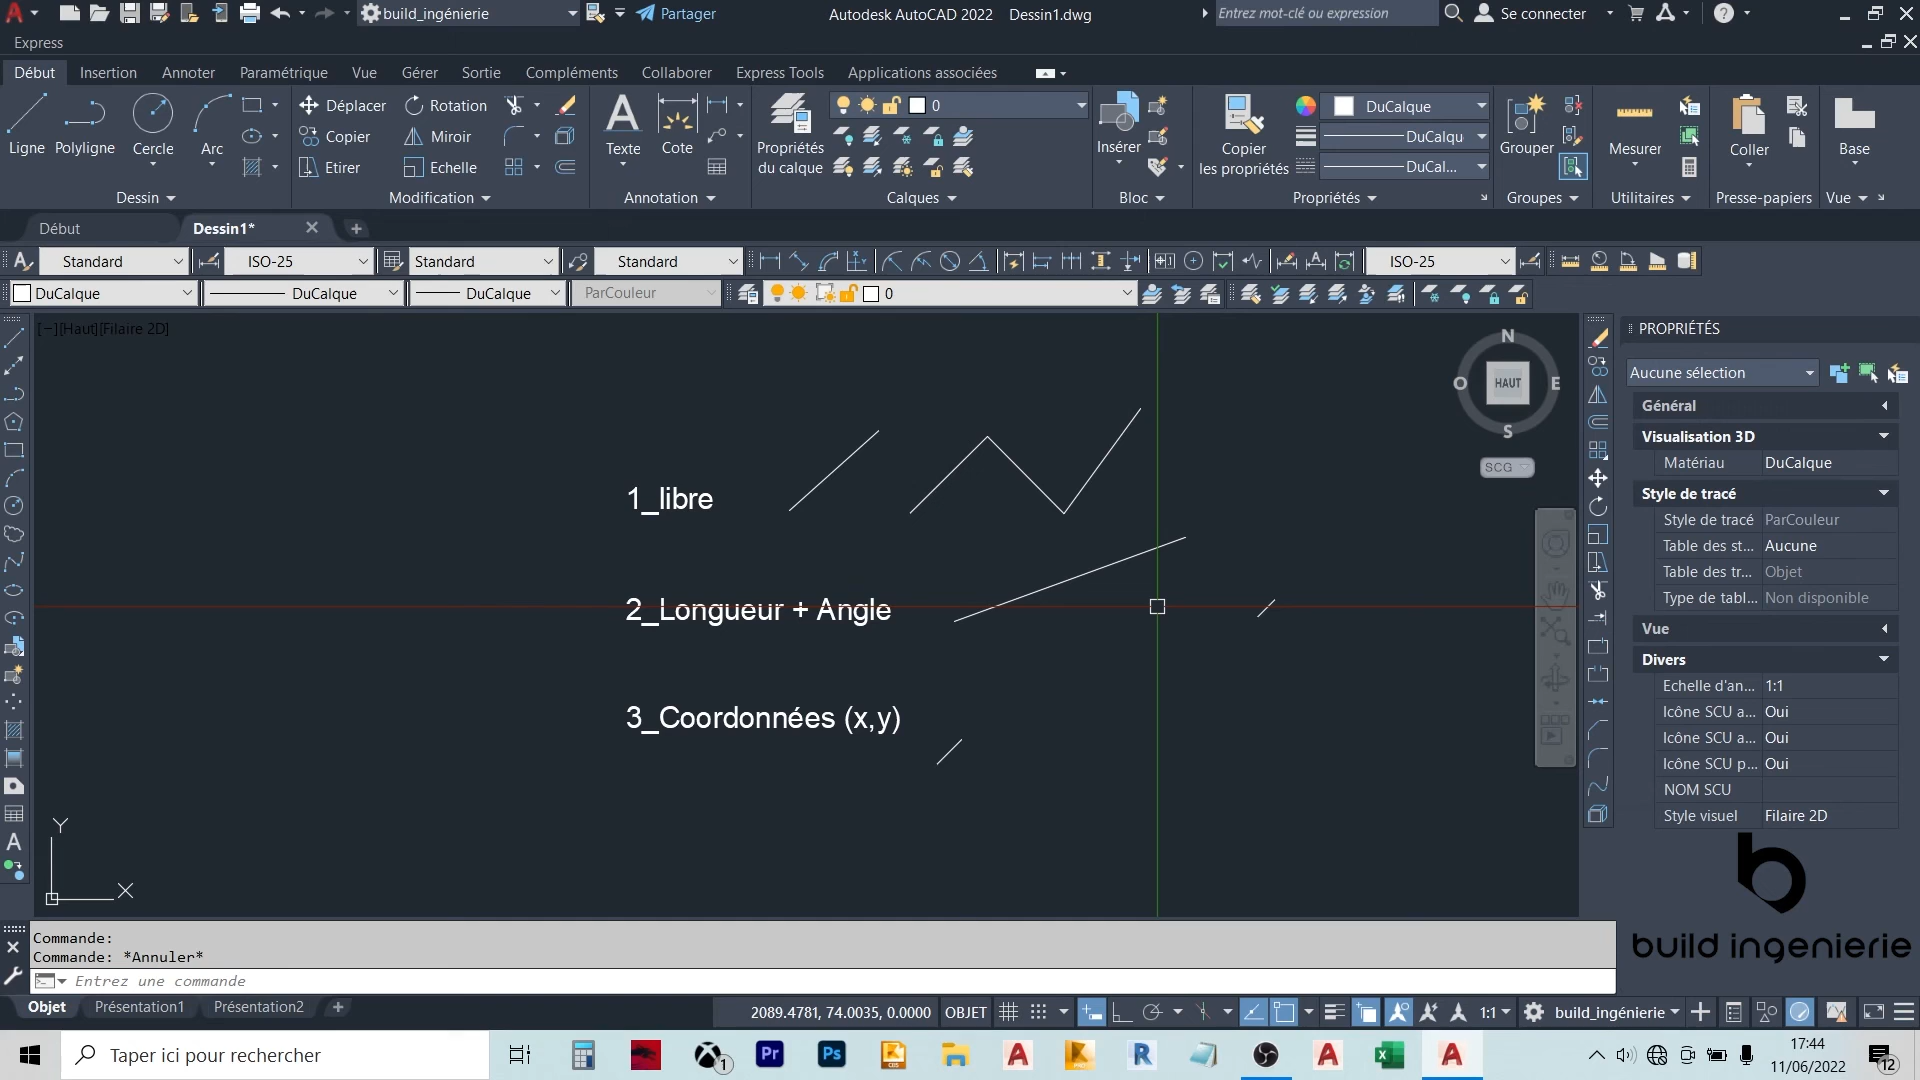 build_ingénierie
Partager
Autodesk AutoCAD 2022 Dessin1.dwg
Entrez mot-clé ou expression
Se connecter
Express
Début Insertion Annoter Paramétrique Vue Gérer Sortie Compléments Collaborer Express Tools Applications associées
Ligne Polyligne Cercle Arc
Déplacer Rotation
Copier Miroir
Etirer Echelle
Texte Cote
Propriétés du calque
0
Insérer
Copier les propriétés
DuCalque
DuCalqu
DuCal...
Grouper
Mesurer
Coller
Base
Dessin Modification Annotation Calques Bloc Propriétés Groupes Utilitaires Presse-papiers Vue
Début Dessin1*
Standard ISO-25 Standard Standard ISO-25
DuCalque DuCalque DuCalque ParCouleur 0
[−][Haut][Filaire 2D]
N
O HAUT E
S
SCG
1_libre
2_Longueur + Angle
3_Coordonnées (x,y)
Y
X
PROPRIÉTÉS
Aucune sélection
Général
Visualisation 3D
Matériau DuCalque
Style de tracé
Style de tracé ParCouleur
Table des st... Aucune
Table des tr... Objet
Type de tabl... Non disponible
Vue
Divers
Echelle d'an... 1:1
Icône SCU a... Oui
Icône SCU a... Oui
Icône SCU p... Oui
NOM SCU
Style visuel Filaire 2D
build ingenierie
Commande:
Commande: *Annuler*
Entrez une commande
Objet Présentation1 Présentation2
2089.4781, 74.0035, 0.0000 OBJET 1:1 build_ingénierie
Taper ici pour rechercher
1
Pr
Ps
17:44
11/06/2022
12